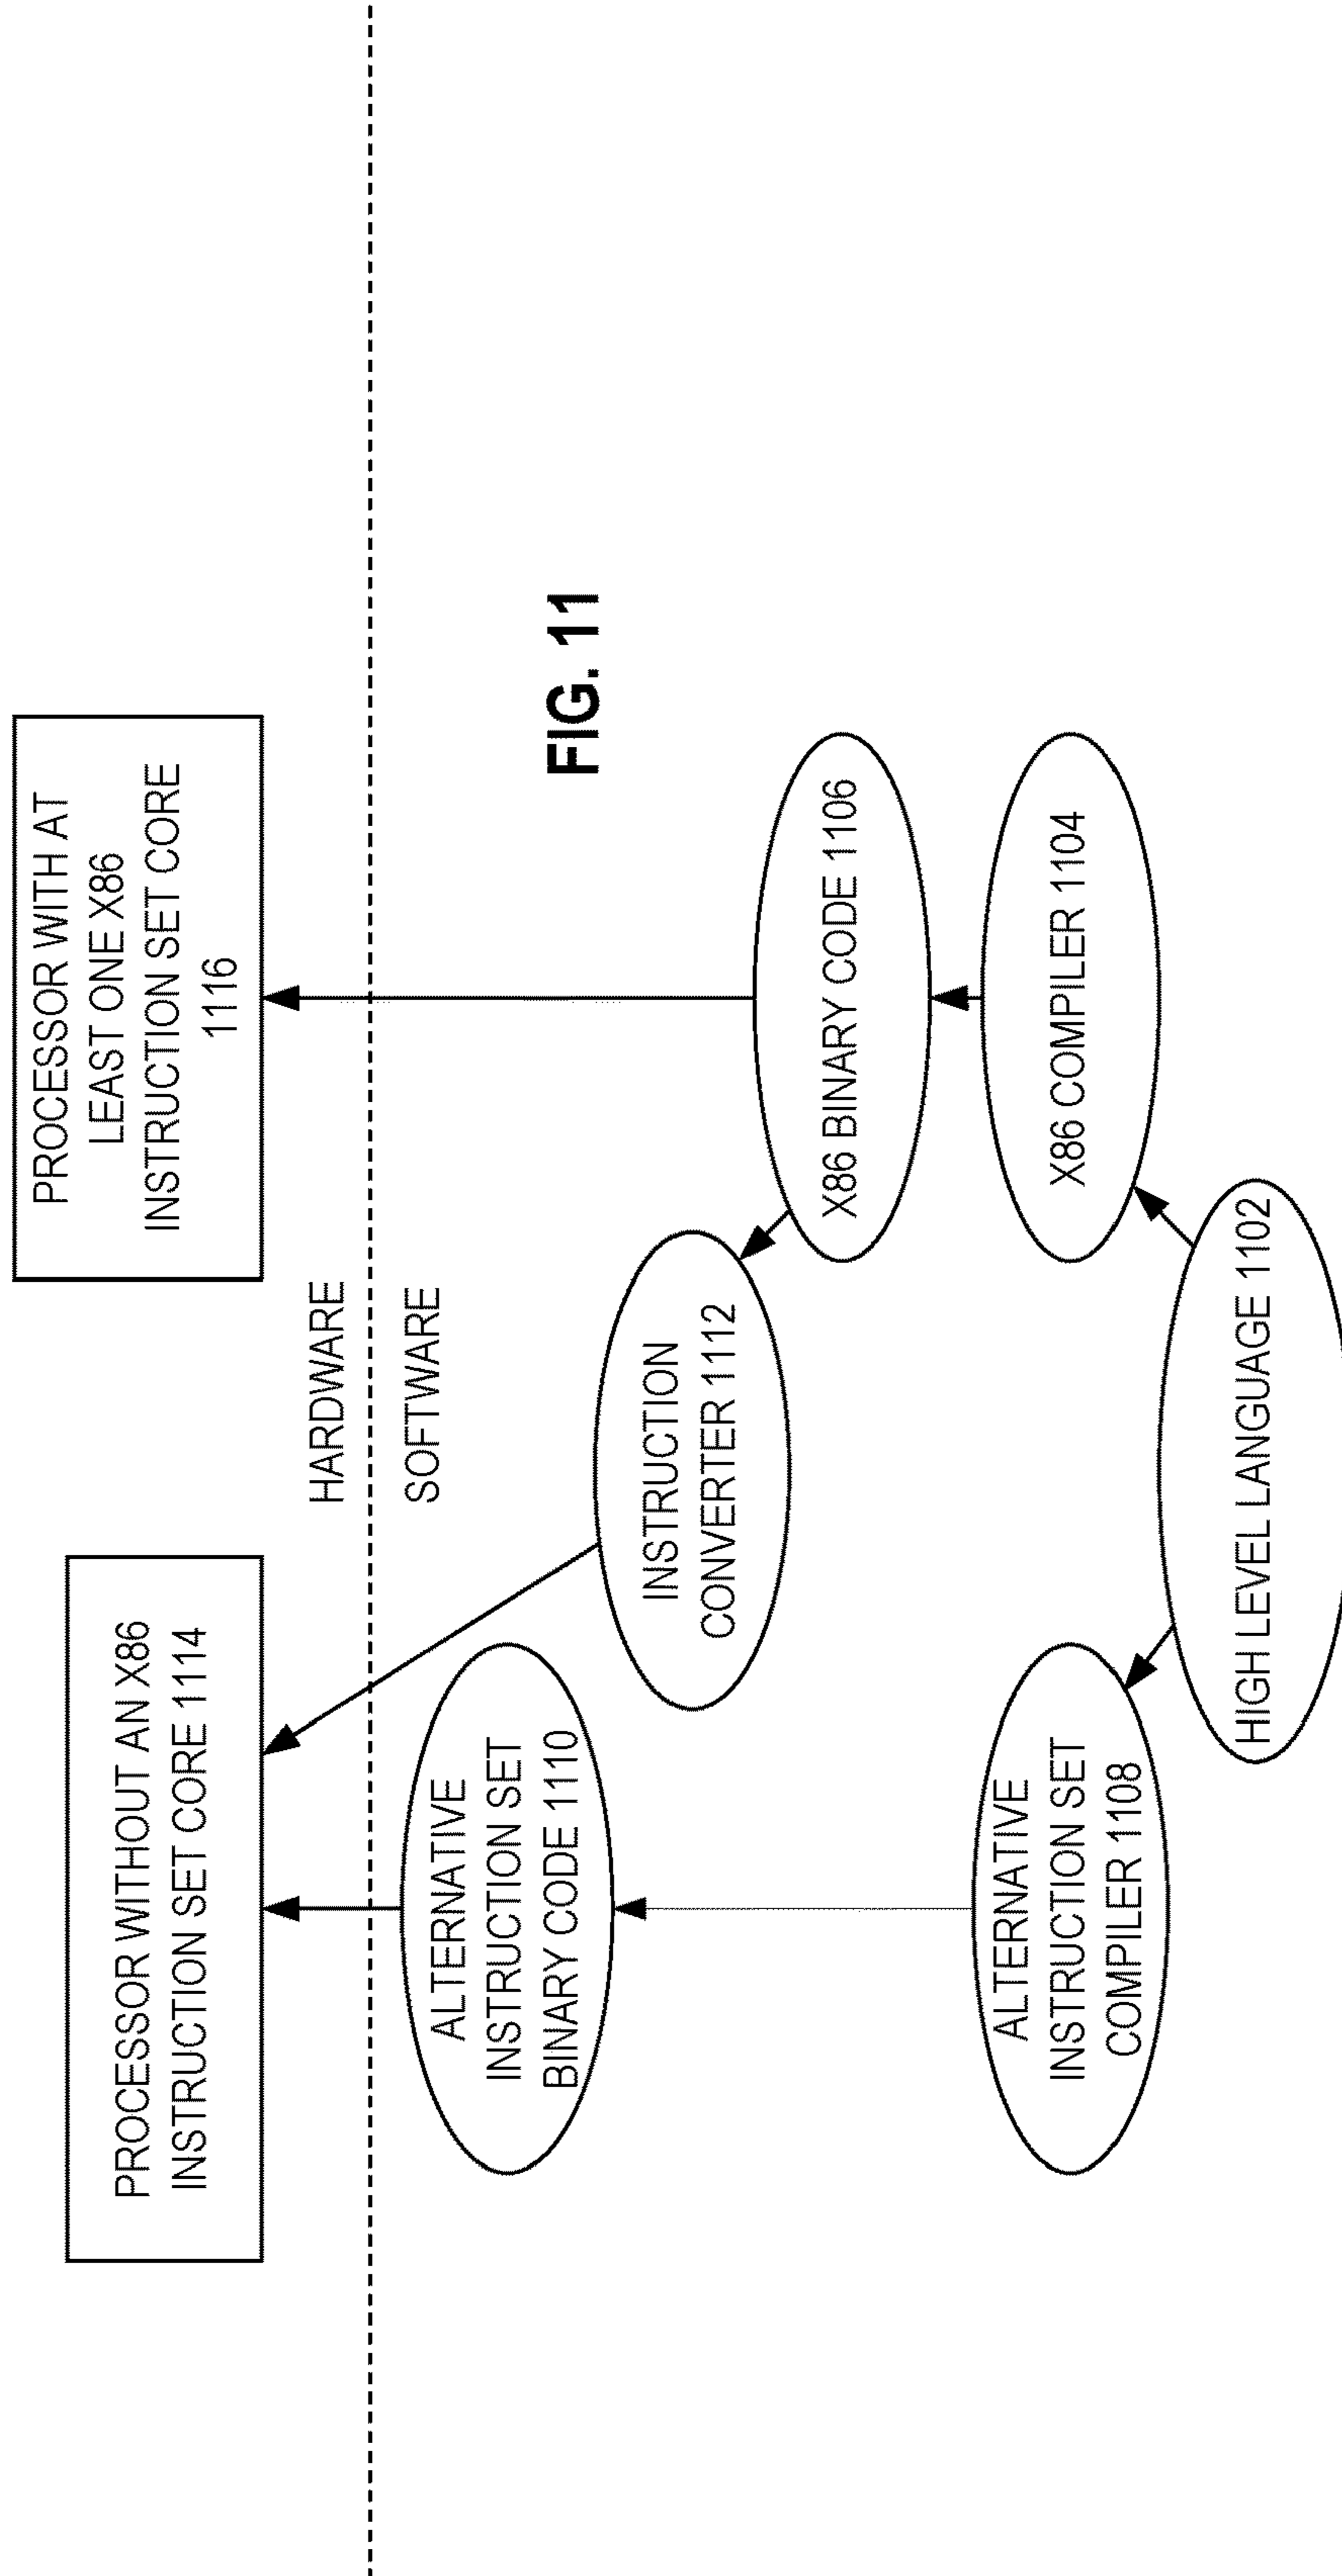 PROCESSOR WITHOUT AN X86
INSTRUCTION SET CORE 1114
PROCESSOR WITH AT
LEAST ONE X86
INSTRUCTION SET CORE
1116
HARDWARE
SOFTWARE
ALTERNATIVE
INSTRUCTION SET
BINARY CODE 1110
INSTRUCTION
CONVERTER 1112
FIG. 11
X86 BINARY CODE 1106
ALTERNATIVE
INSTRUCTION SET
COMPILER 1108
X86 COMPILER 1104
HIGH LEVEL LANGUAGE 1102